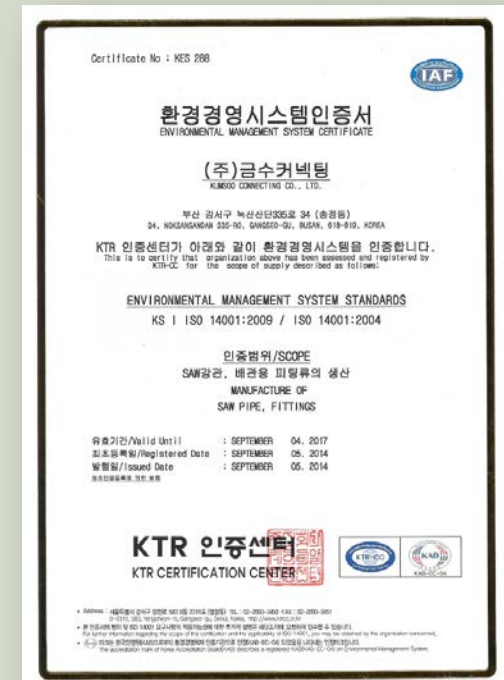 Certificate No : KES 288
IAF
환경경영시스템인증서
ENVIRONMENTAL MANAGEMENT SYSTEM CERTIFICATE
(주)금수커넥팅
KUMSOO CONNECTING CO., LTD.
부산 강서구 녹산산단335로 34 (송정동)
34, NOKSANSANDAN 335-RO, GANGSEO-GU, BUSAN, 618-819, KOREA
KTR 인증센터가 아래와 같이 환경경영시스템을 인증합니다.
This is to certify that organization above has been assessed and registered by
KTR-CC for the scope of supply described as follows:
ENVIRONMENTAL MANAGEMENT SYSTEM STANDARDS
KS I ISO 14001:2009 / ISO 14001:2004
인증범위/SCOPE
SAW강관, 배관용 피팅류의 생산
MANUFACTURE OF
SAW PIPE, FITTINGS
유효기간/Valid Until : SEPTEMBER 04. 2017
최초등록일/Registered Date : SEPTEMBER 05. 2014
발행일/Issued Date : SEPTEMBER 05. 2014
KTR 인증센터
KTR CERTIFICATION CENTER
KTR-CC
KAB